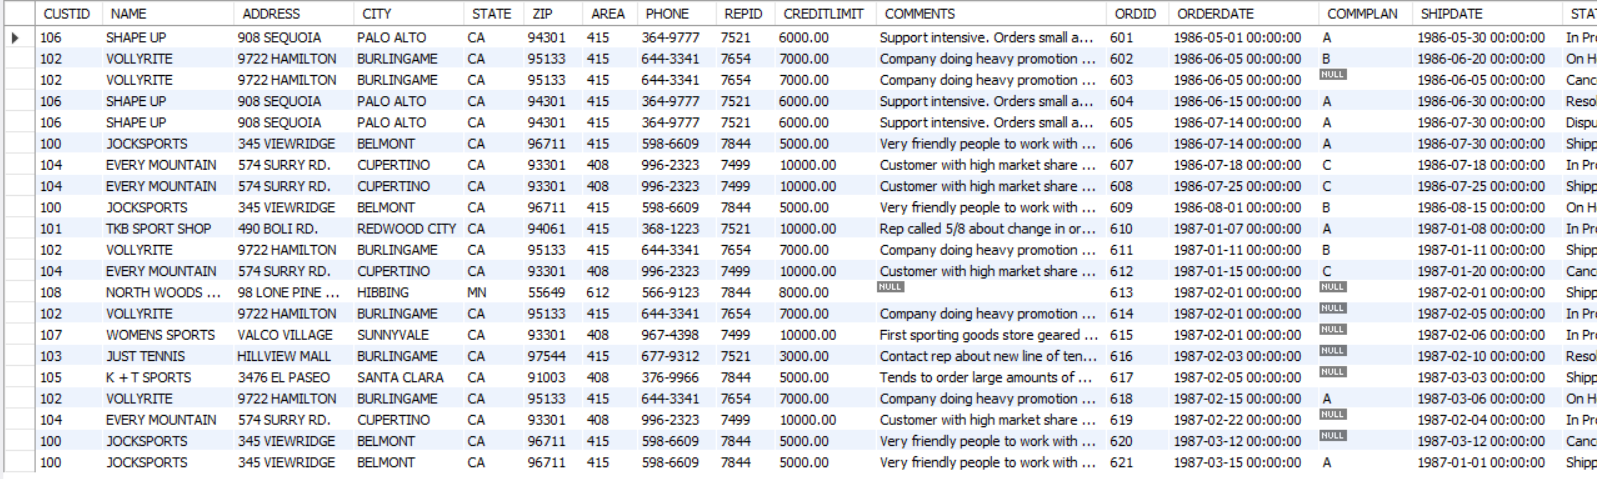 CUSTID NAME ADDRESS CITY STATE ZIP AREA PHONE REPID CREDITLIMIT COMMENTS ORDID ORDERDATE COMMPLAN SHIPDATE STAT
106 SHAPE UP 908 SEQUOIA PALO ALTO CA 94301 415 364-9777 7521 6000.00 Support intensive. Orders small a... 601 1986-05-01 00:00:00 A 1986-05-30 00:00:00 In Pro
102 VOLLYRITE 9722 HAMILTON BURLINGAME CA 95133 415 644-3341 7654 7000.00 Company doing heavy promotion ... 602 1986-06-05 00:00:00 B 1986-06-20 00:00:00 On H
102 VOLLYRITE 9722 HAMILTON BURLINGAME CA 95133 415 644-3341 7654 7000.00 Company doing heavy promotion ... 603 1986-06-05 00:00:00 NULL 1986-06-05 00:00:00 Canc
106 SHAPE UP 908 SEQUOIA PALO ALTO CA 94301 415 364-9777 7521 6000.00 Support intensive. Orders small a... 604 1986-06-15 00:00:00 A 1986-06-30 00:00:00 Resol
106 SHAPE UP 908 SEQUOIA PALO ALTO CA 94301 415 364-9777 7521 6000.00 Support intensive. Orders small a... 605 1986-07-14 00:00:00 A 1986-07-30 00:00:00 Dispu
100 JOCKSPORTS 345 VIEWRIDGE BELMONT CA 96711 415 598-6609 7844 5000.00 Very friendly people to work with ... 606 1986-07-14 00:00:00 A 1986-07-30 00:00:00 Shipp
104 EVERY MOUNTAIN 574 SURRY RD. CUPERTINO CA 93301 408 996-2323 7499 10000.00 Customer with high market share ... 607 1986-07-18 00:00:00 C 1986-07-18 00:00:00 In Pro
104 EVERY MOUNTAIN 574 SURRY RD. CUPERTINO CA 93301 408 996-2323 7499 10000.00 Customer with high market share ... 608 1986-07-25 00:00:00 C 1986-07-25 00:00:00 Shipp
100 JOCKSPORTS 345 VIEWRIDGE BELMONT CA 96711 415 598-6609 7844 5000.00 Very friendly people to work with ... 609 1986-08-01 00:00:00 B 1986-08-15 00:00:00 On H
101 TKB SPORT SHOP 490 BOLI RD. REDWOOD CITY CA 94061 415 368-1223 7521 10000.00 Rep called 5/8 about change in or... 610 1987-01-07 00:00:00 A 1987-01-08 00:00:00 In Pro
102 VOLLYRITE 9722 HAMILTON BURLINGAME CA 95133 415 644-3341 7654 7000.00 Company doing heavy promotion ... 611 1987-01-11 00:00:00 B 1987-01-11 00:00:00 Shipp
104 EVERY MOUNTAIN 574 SURRY RD. CUPERTINO CA 93301 408 996-2323 7499 10000.00 Customer with high market share ... 612 1987-01-15 00:00:00 C 1987-01-20 00:00:00 Canc
108 NORTH WOODS ... 98 LONE PINE ... HIBBING MN 55649 612 566-9123 7844 8000.00 NULL 613 1987-02-01 00:00:00 NULL 1987-02-01 00:00:00 Shipp
102 VOLLYRITE 9722 HAMILTON BURLINGAME CA 95133 415 644-3341 7654 7000.00 Company doing heavy promotion ... 614 1987-02-01 00:00:00 NULL 1987-02-05 00:00:00 In Pro
107 WOMENS SPORTS VALCO VILLAGE SUNNYVALE CA 93301 408 967-4398 7499 10000.00 First sporting goods store geared ... 615 1987-02-01 00:00:00 NULL 1987-02-06 00:00:00 In Pro
103 JUST TENNIS HILLVIEW MALL BURLINGAME CA 97544 415 677-9312 7521 3000.00 Contact rep about new line of ten... 616 1987-02-03 00:00:00 NULL 1987-02-10 00:00:00 Resol
105 K + T SPORTS 3476 EL PASEO SANTA CLARA CA 91003 408 376-9966 7844 5000.00 Tends to order large amounts of ... 617 1987-02-05 00:00:00 NULL 1987-03-03 00:00:00 Shipp
102 VOLLYRITE 9722 HAMILTON BURLINGAME CA 95133 415 644-3341 7654 7000.00 Company doing heavy promotion ... 618 1987-02-15 00:00:00 A 1987-03-06 00:00:00 On H
104 EVERY MOUNTAIN 574 SURRY RD. CUPERTINO CA 93301 408 996-2323 7499 10000.00 Customer with high market share ... 619 1987-02-22 00:00:00 NULL 1987-02-04 00:00:00 In Pro
100 JOCKSPORTS 345 VIEWRIDGE BELMONT CA 96711 415 598-6609 7844 5000.00 Very friendly people to work with ... 620 1987-03-12 00:00:00 NULL 1987-03-12 00:00:00 Canc
100 JOCKSPORTS 345 VIEWRIDGE BELMONT CA 96711 415 598-6609 7844 5000.00 Very friendly people to work with ... 621 1987-03-15 00:00:00 A 1987-01-01 00:00:00 Shipp